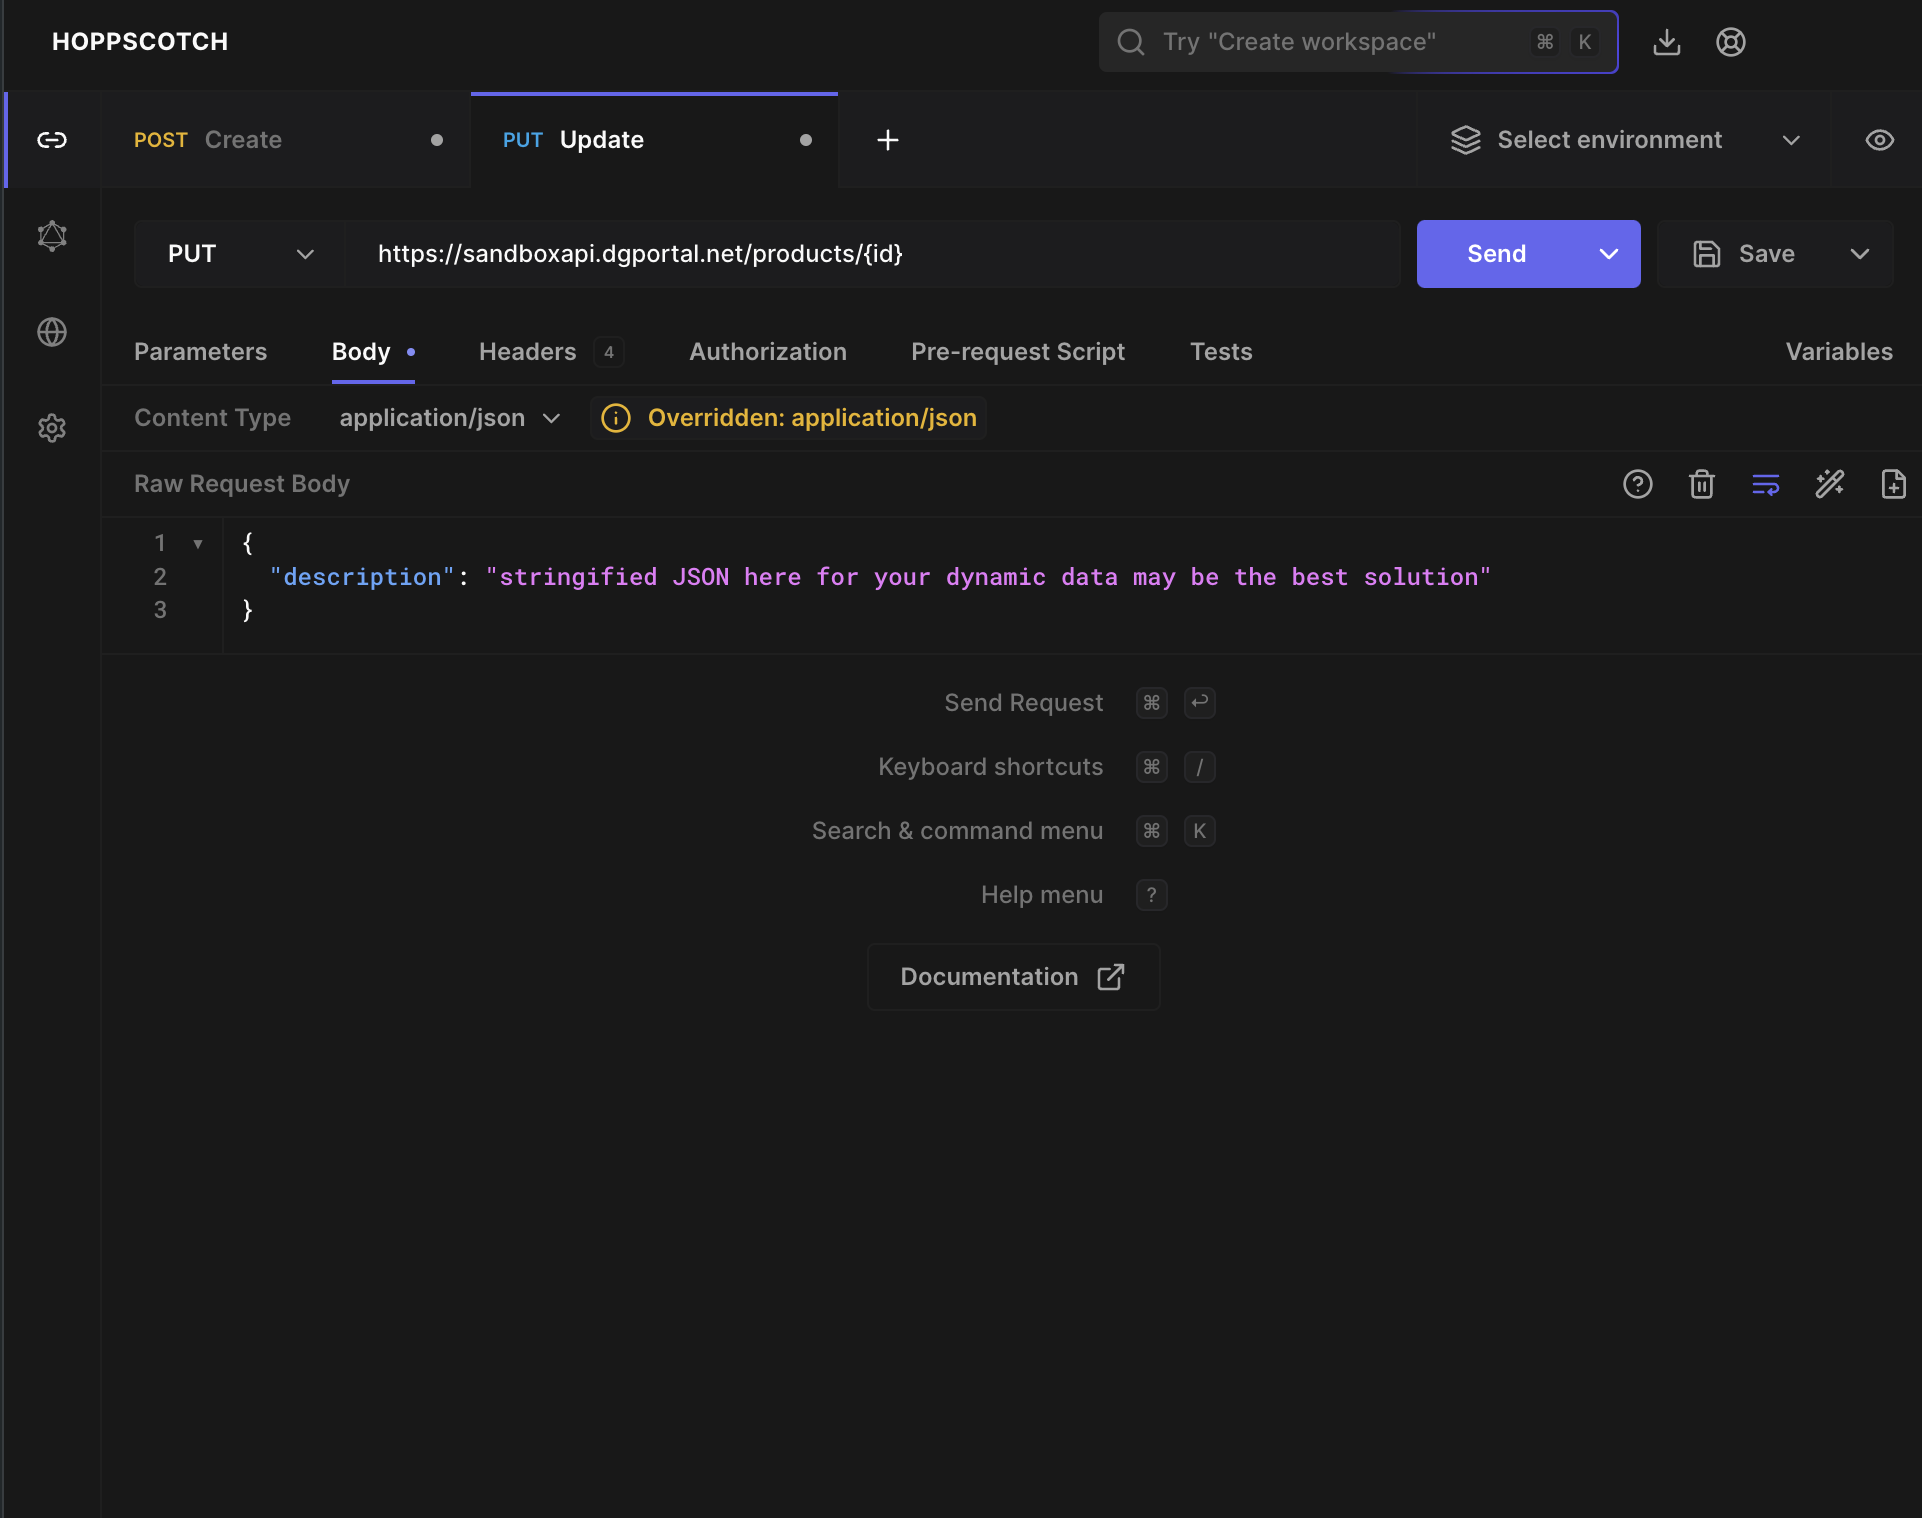 HOPPSCOTCH
Try "Create workspace" ⌘ K
POST Create
PUT Update
Select environment
PUT https://sandboxapi.dgportal.net/products/{id}
Send
Save
Parameters Body Headers 4 Authorization Pre-request Script Tests Variables
Content Type application/json Overridden: application/json
Raw Request Body
1 {
2 "description": "stringified JSON here for your dynamic data may be the best solution"
3 }
Send Request ⌘ ↩
Keyboard shortcuts ⌘ /
Search & command menu ⌘ K
Help menu ?
Documentation